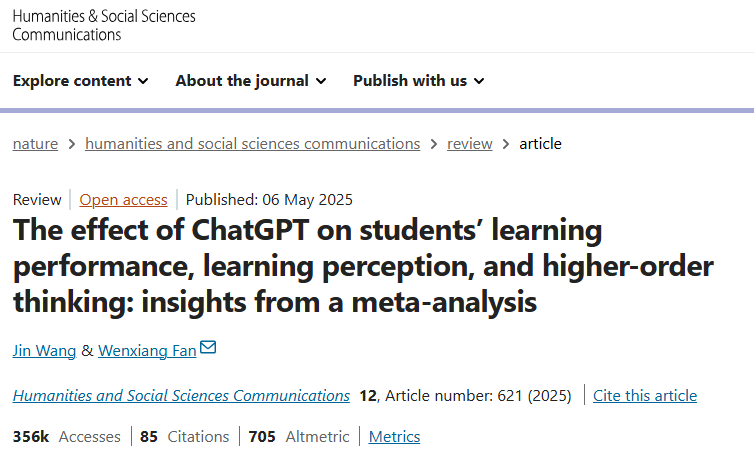 Humanities & Social Sciences
Communications
Explore content About the journal Publish with us
nature > humanities and social sciences communications > review > article
Review | Open access | Published: 06 May 2025
The effect of ChatGPT on students’ learning
performance, learning perception, and higher-order
thinking: insights from a meta-analysis
Jin Wang & Wenxiang Fan
Humanities and Social Sciences Communications 12, Article number: 621 (2025) | Cite this article
356k Accesses | 85 Citations | 705 Altmetric | Metrics